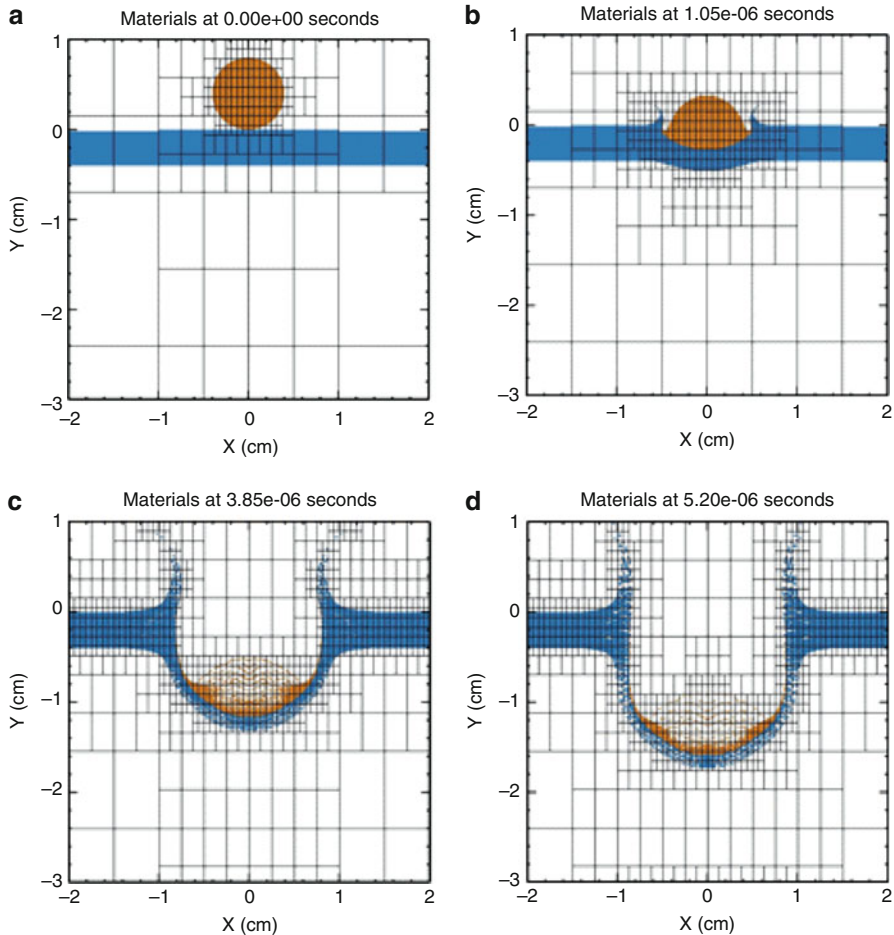 a
Materials at 0.00e+00 seconds
1
0
−1
−2
−3
Y (cm)
−2
−1
0
1
2
X (cm)
b
Materials at 1.05e-06 seconds
1
0
−1
−2
−3
Y (cm)
−2
−1
0
1
2
X (cm)
c
Materials at 3.85e-06 seconds
1
0
−1
−2
−3
Y (cm)
−2
−1
0
1
2
X (cm)
d
Materials at 5.20e-06 seconds
1
0
−1
−2
−3
Y (cm)
−2
−1
0
1
2
X (cm)